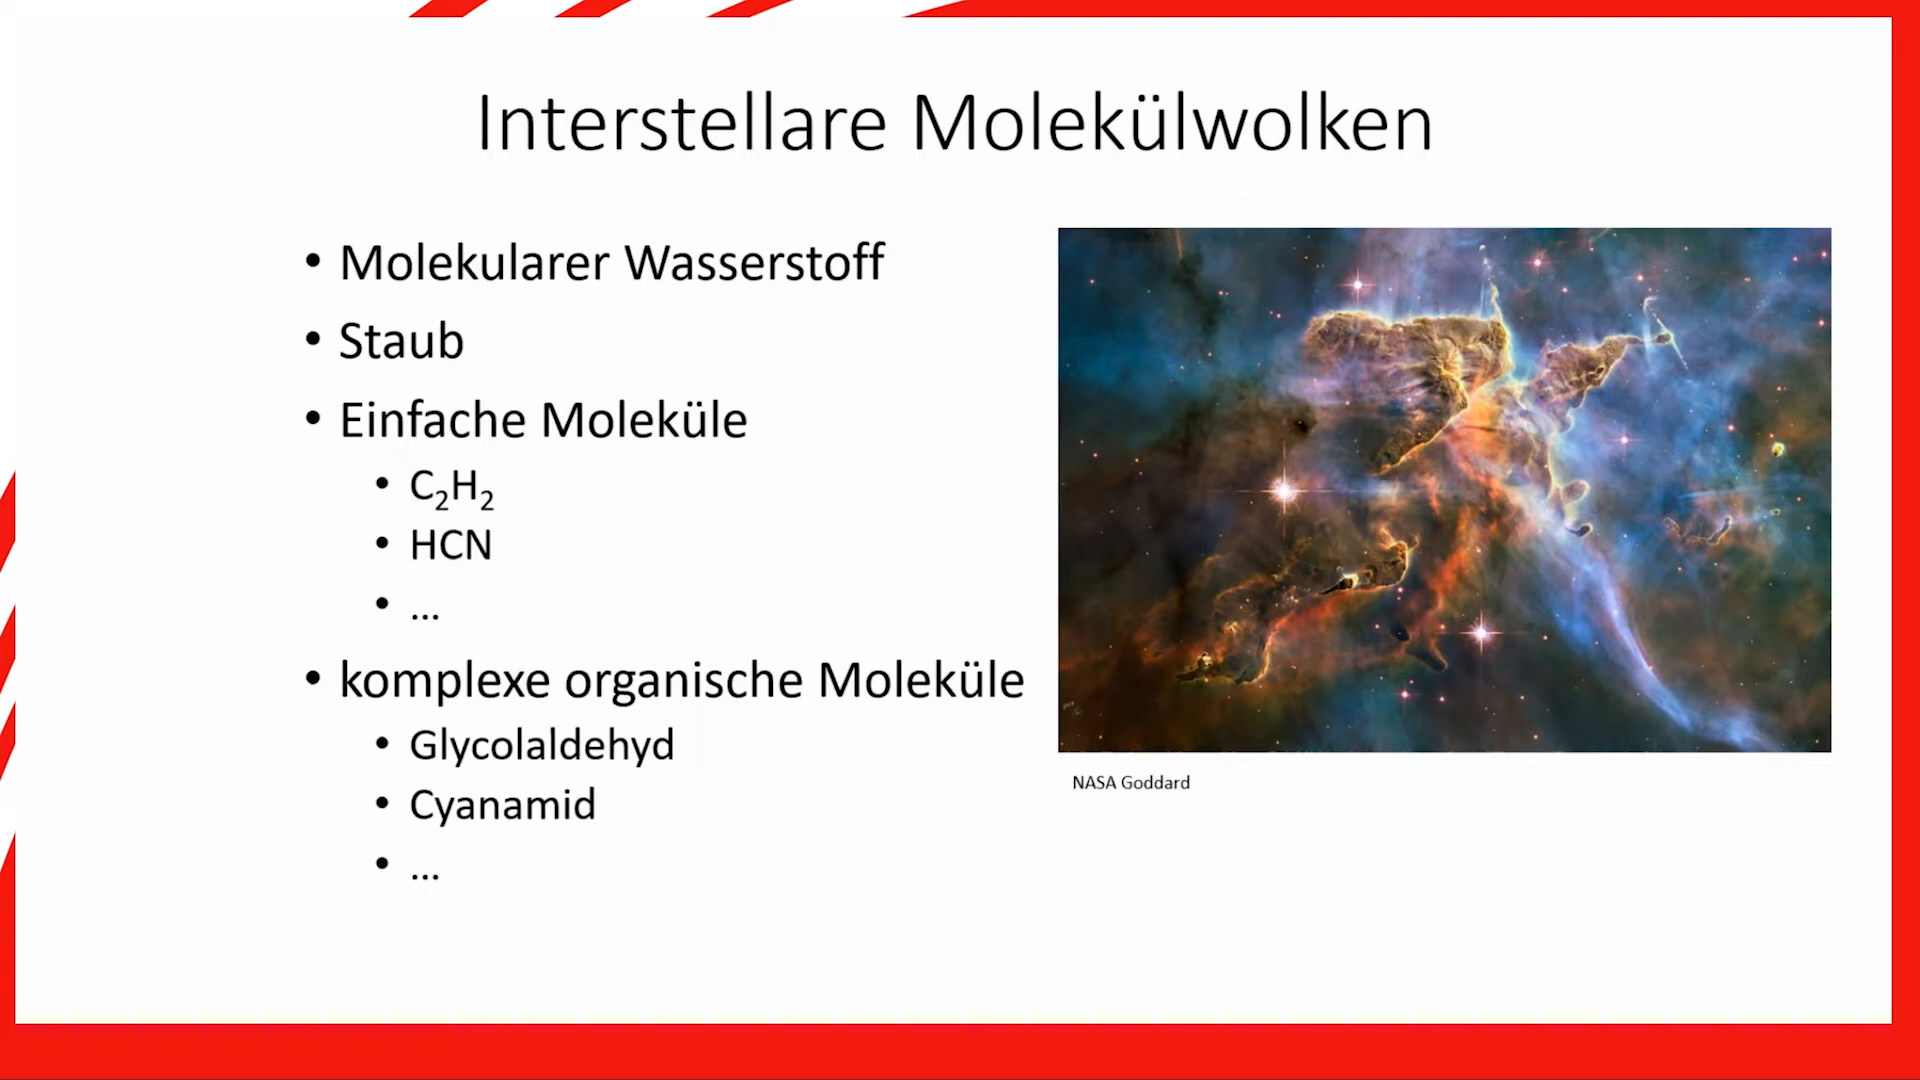 Interstellare Molekülwolken
• Molekularer Wasserstoff
• Staub
• Einfache Moleküle
• C₂H₂
• HCN
• ...
• komplexe organische Moleküle
• Glycolaldehyd
• Cyanamid
• ...
NASA Goddard